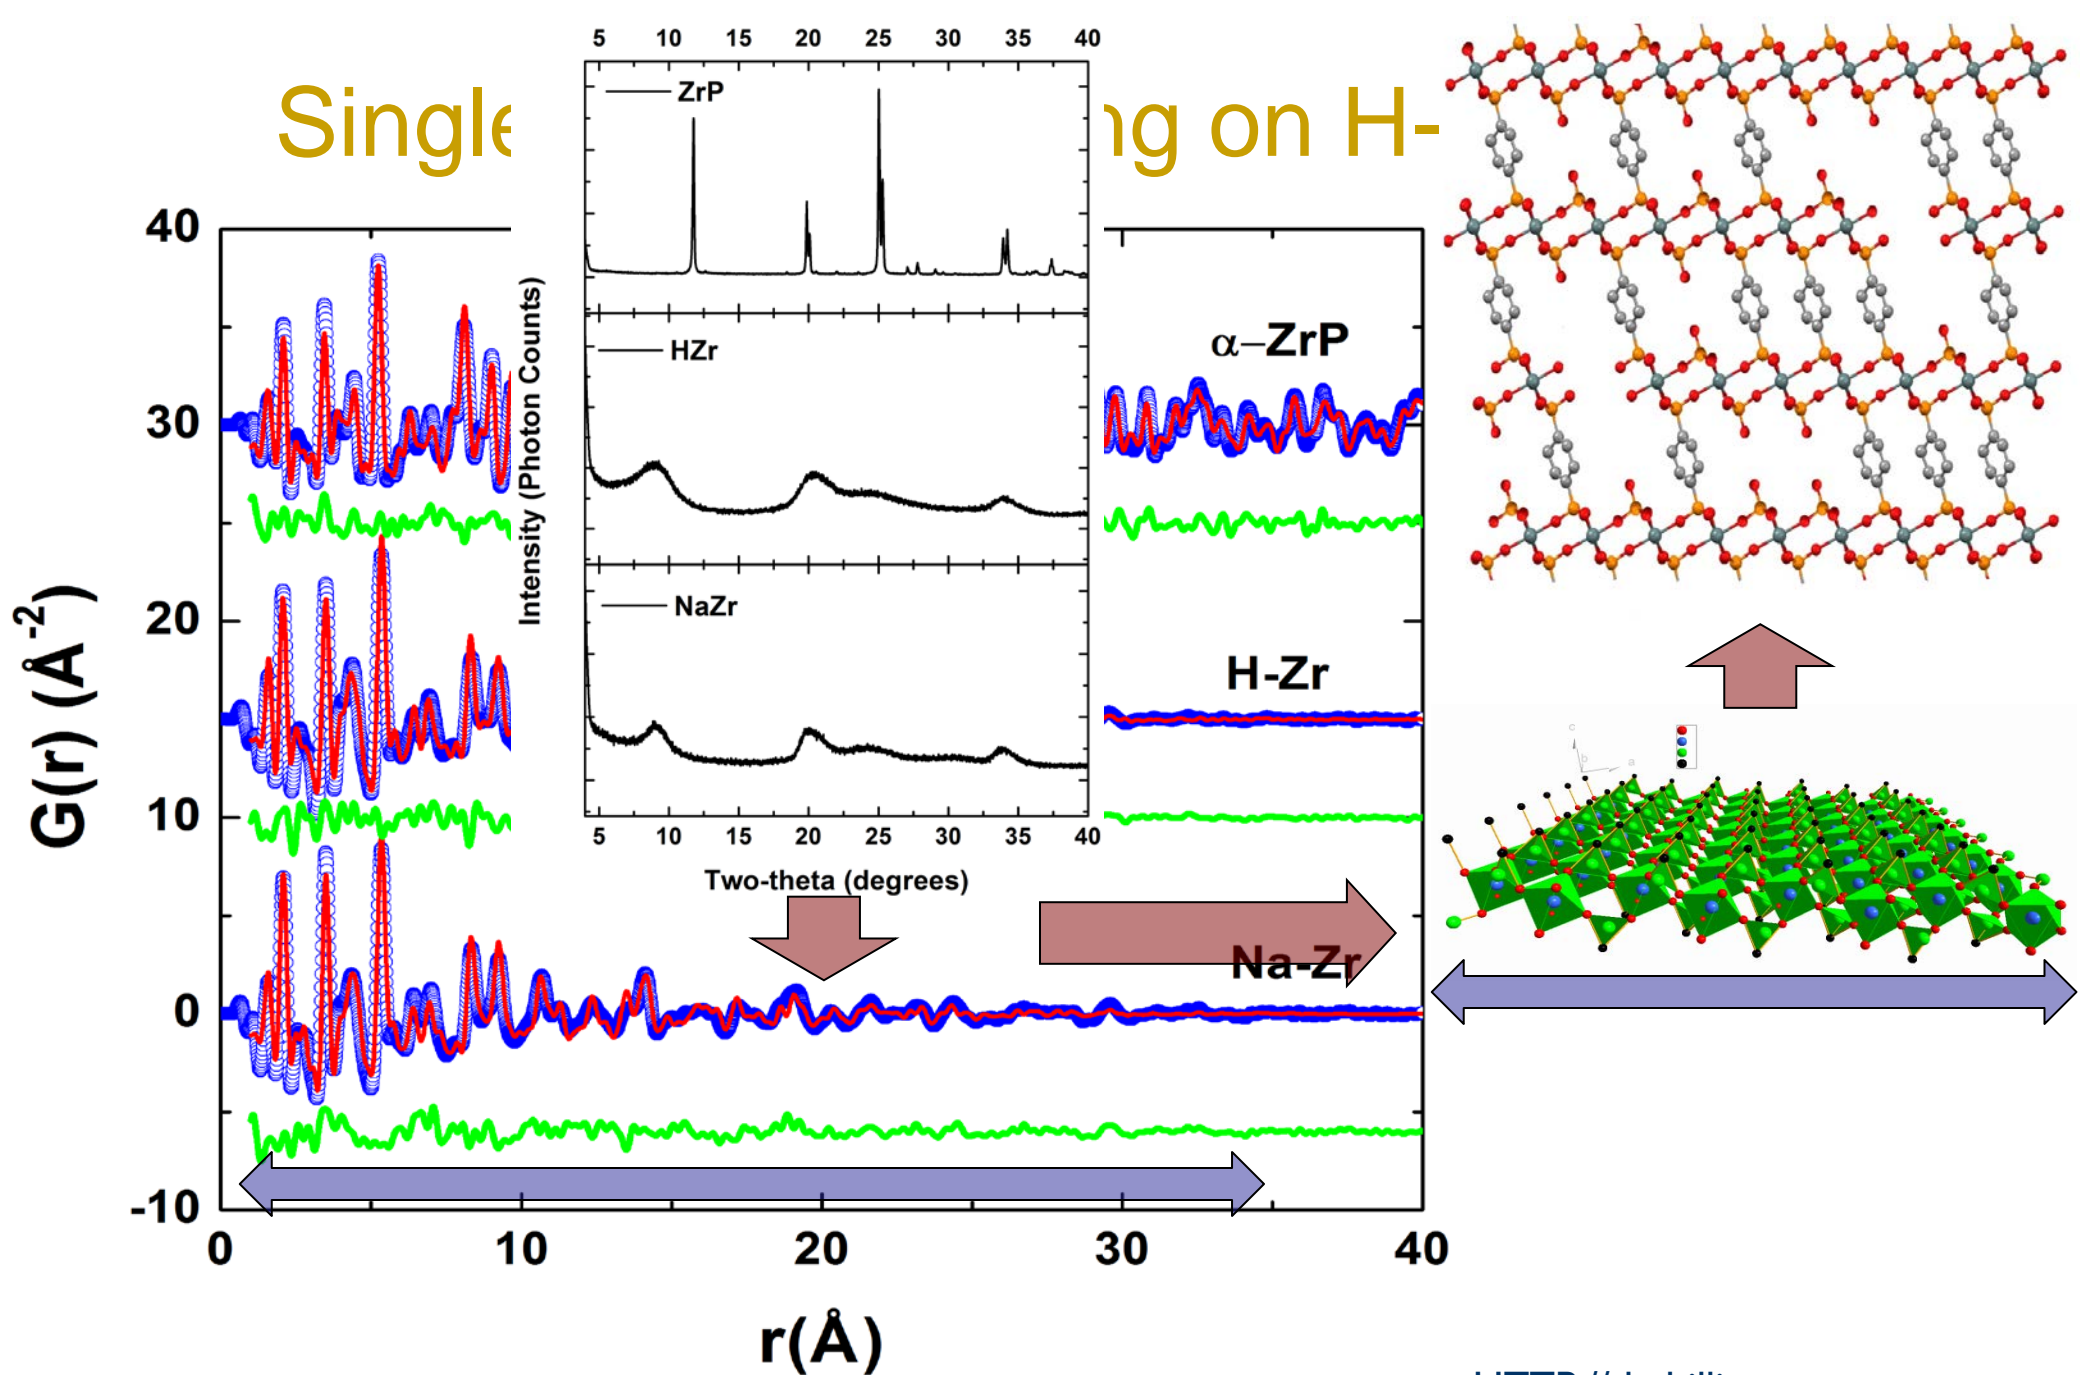 5 10 15 20 25 30 35 40
ZrP
ng on H-
HZr
NaZr
Intensity (Photon Counts)
5 10 15 20 25 30 35 40
Two-theta (degrees)
40
30
20
10
0
-10
G(r) (Å-2)
α–ZrP
H-Zr
Na-Zr
0 10 20 30 40
r(Å)
c
b
a